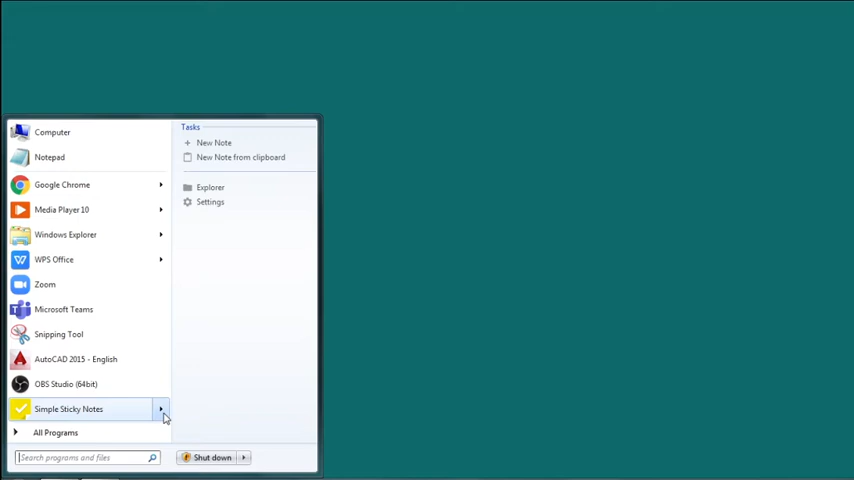 Computer
Notepad
Google Chrome
Media Player 10
Windows Explorer
WPS Office
Zoom
Microsoft Teams
Snipping Tool
AutoCAD 2015 - English
OBS Studio (64bit)
Simple Sticky Notes
All Programs
Search programs and files
Tasks
New Note
New Note from clipboard
Explorer
Settings
Shut down